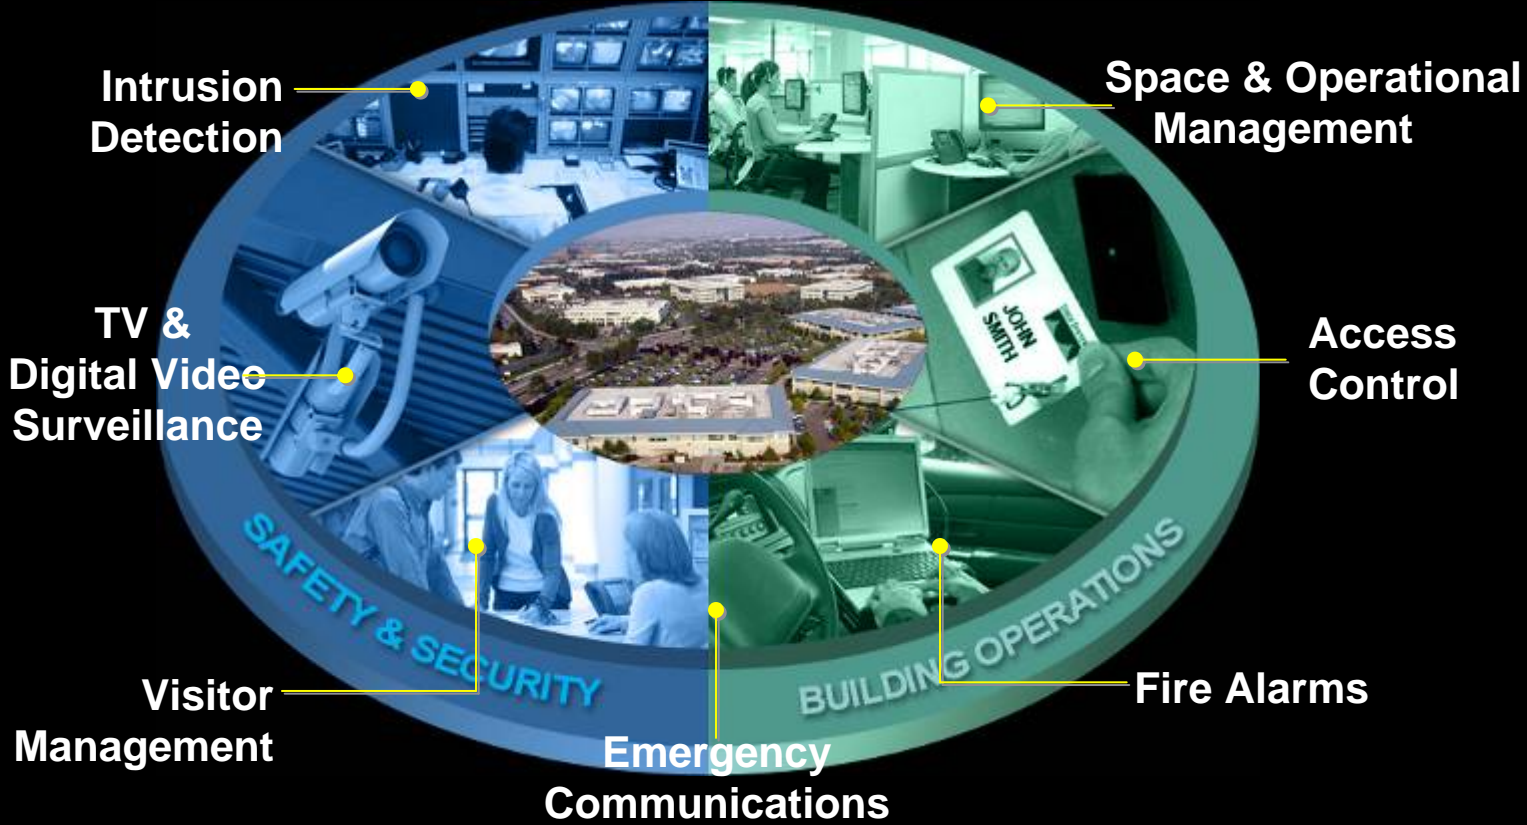 Intrusion
Detection
Space & Operational
Management
TV &
Digital Video
Surveillance
JOHN
SMITH
Access
Control
SAFETY & SECURITY
BUILDING OPERATIONS
Visitor
Management
Fire Alarms
Emergency
Communications